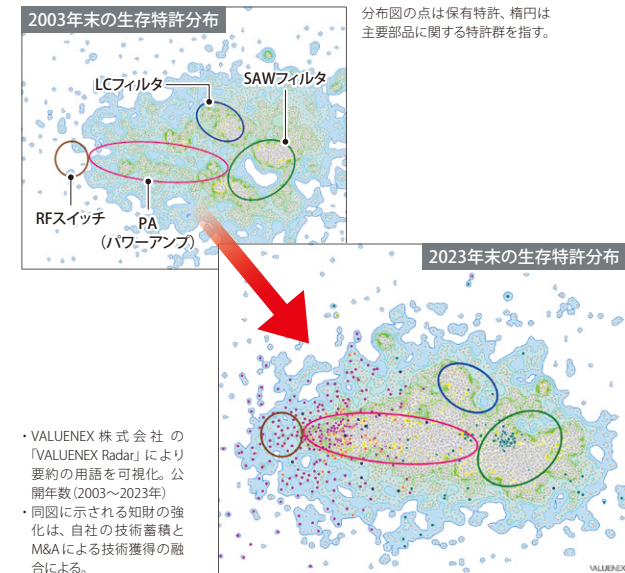 2003年末の生存特許分布
分布図の点は保有特許、楕円は
主要部品に関する特許群を指す。
LCフィルタ
SAWフィルタ
RFスイッチ
PA
（パワーアンプ）
2023年末の生存特許分布
・VALUENEX株式会社の
「VALUENEX Radar」により
要約の用語を可視化。公
開年数（2003～2023年）
・同図に示される知財の強
化は、自社の技術蓄積と
M&Aによる技術獲得の融
合による。
VALUENEX